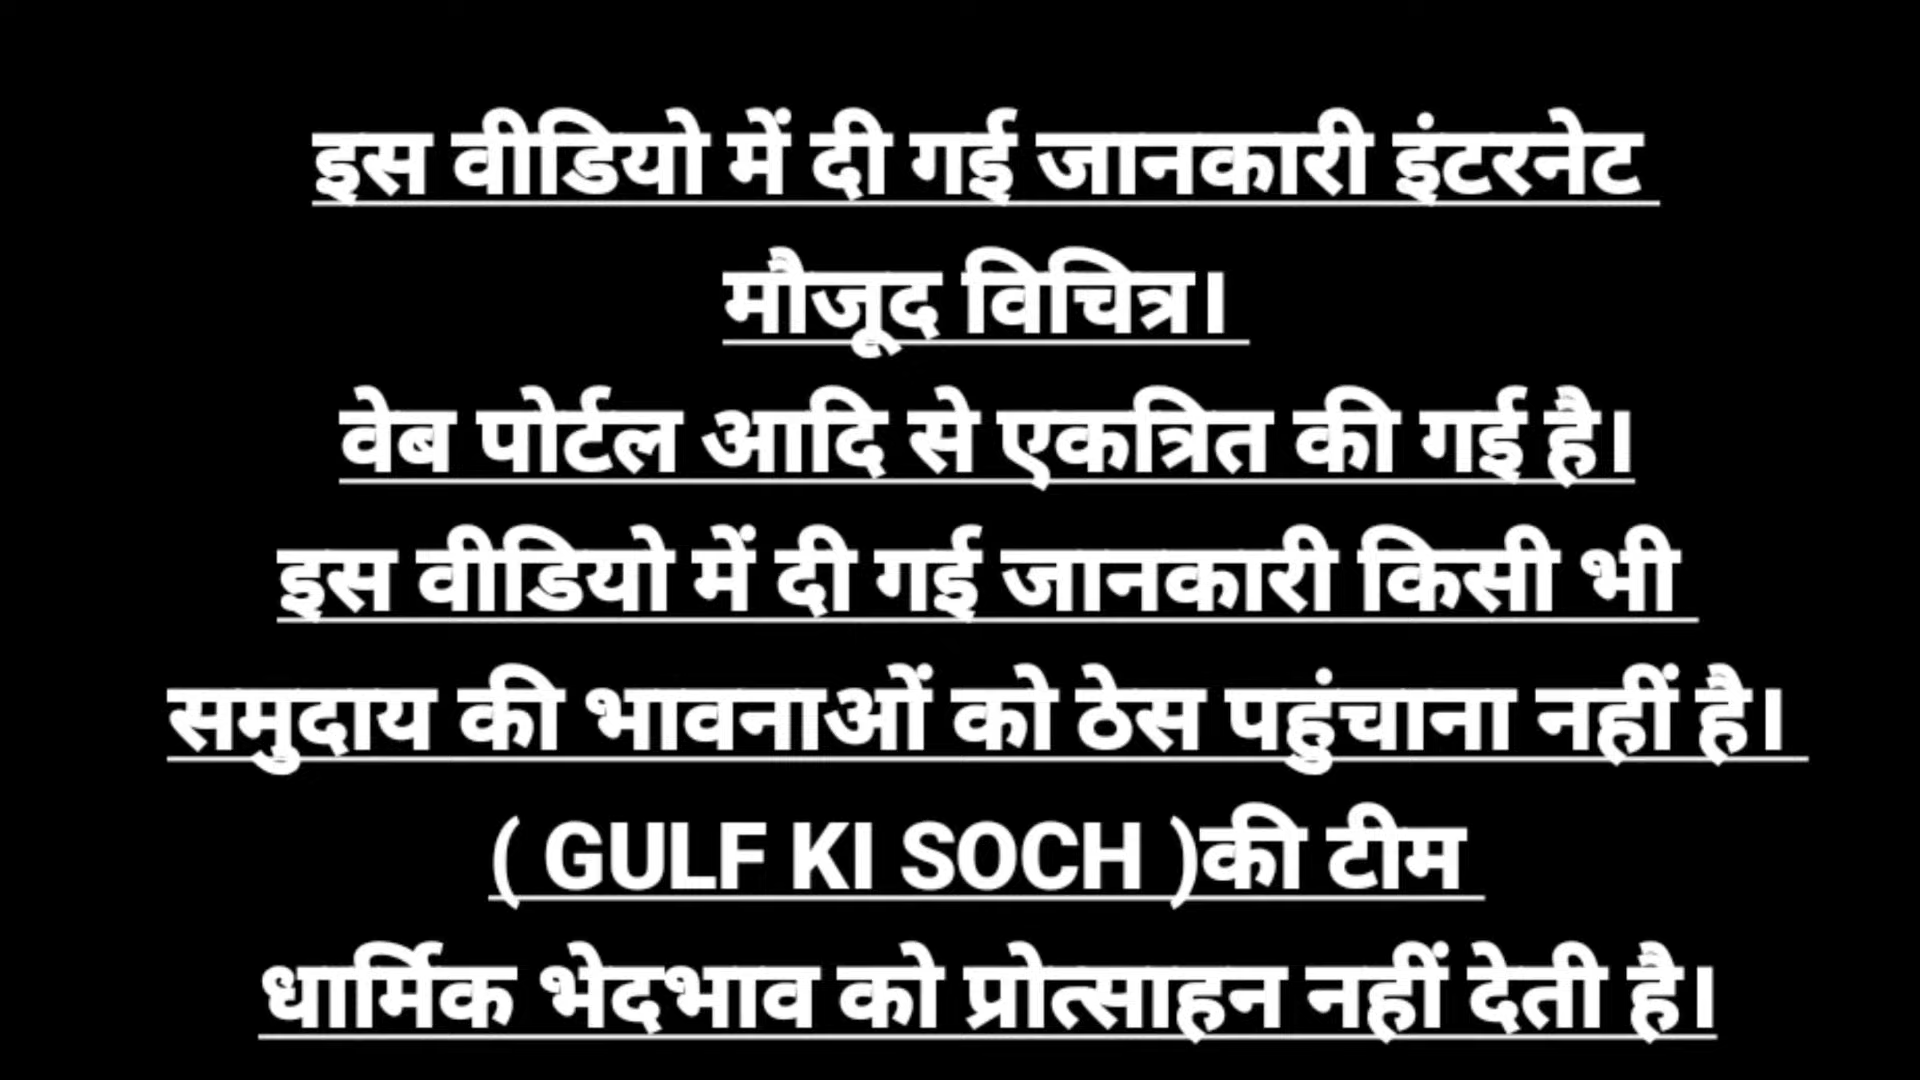 इस वीडियो में दी गई जानकारी इंटरनेट
मौजूद विचित्र।
वेब पोर्टल आदि से एकत्रित की गई है।
इस वीडियो में दी गई जानकारी किसी भी
समुदाय की भावनाओं को ठेस पहुंचाना नहीं है।
( GULF KI SOCH )की टीम
धार्मिक भेदभाव को प्रोत्साहन नहीं देती है।